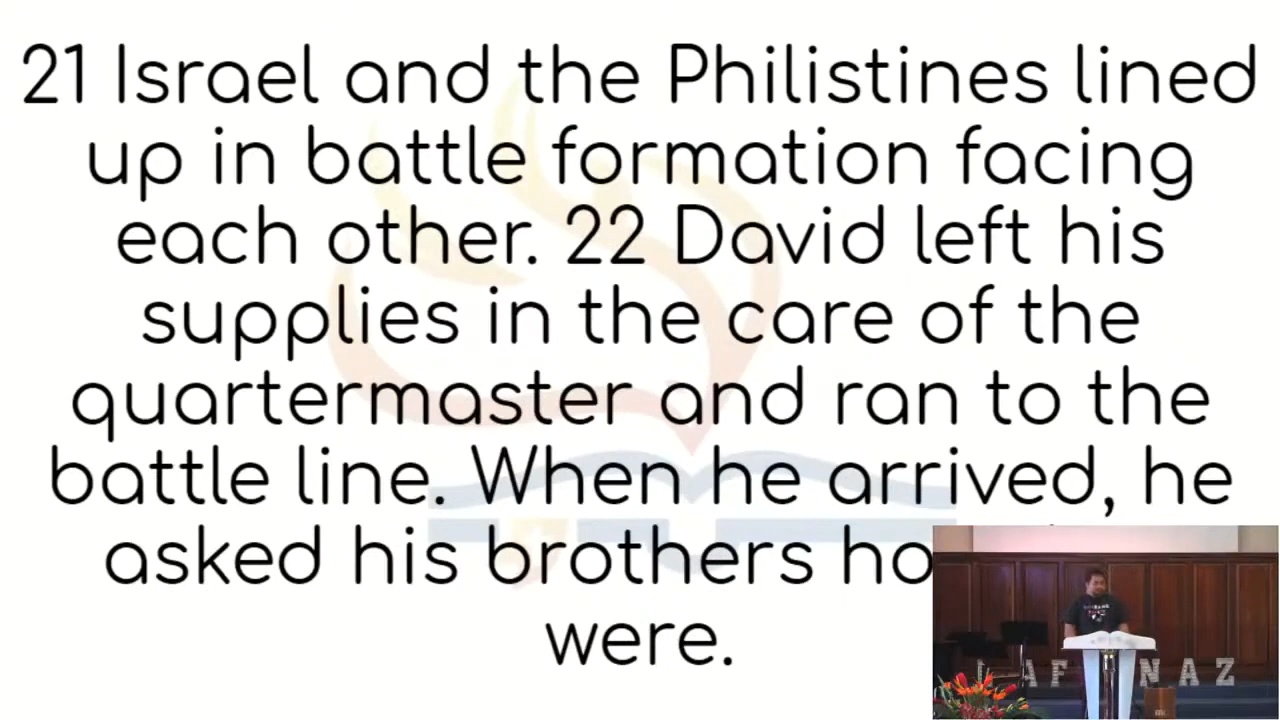 21 Israel and the Philistines lined
up in battle formation facing
each other. 22 David left his
supplies in the care of the
quartermaster and ran to the
battle line. When he arrived, he
asked his brothers
were.
AF NAZ